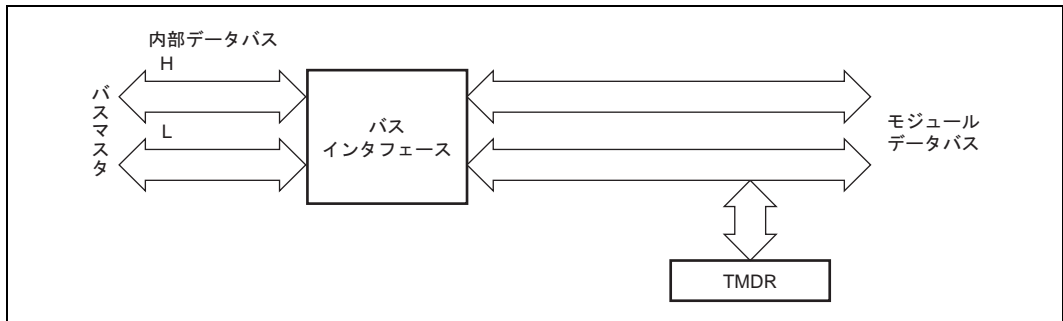 内部データバス
H
バスマスタ
L
バス
インタフェース
モジュール
データバス
TMDR